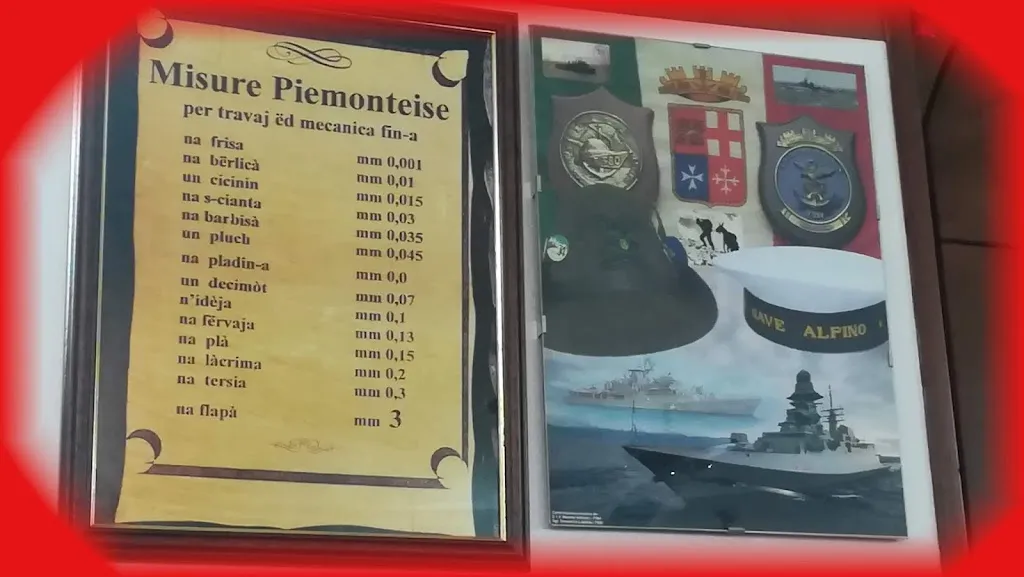 Misure Piemonteise
per travaj ëd mecanica fin-a
na frisa mm 0,001
na bërlicà mm 0,01
un cicinin mm 0,015
na s-cianta mm 0,03
na barbisà mm 0,035
un pluch mm 0,045
na pladin-a mm 0,0
un decimòt mm 0,07
n'idèja mm 0,1
na fërvaja mm 0,13
na plà mm 0,15
na làcrima mm 0,2
na tersia mm 0,3
na flapà mm 3
NAVE ALPINO